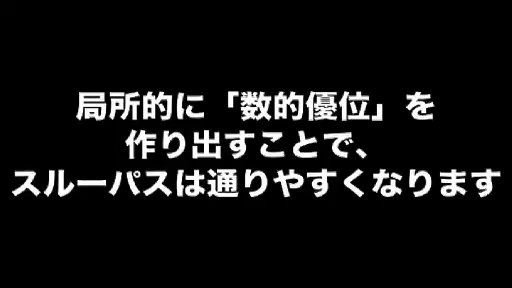 局所的に「数的優位」を
作り出すことで、
スルーパスは通りやすくなります